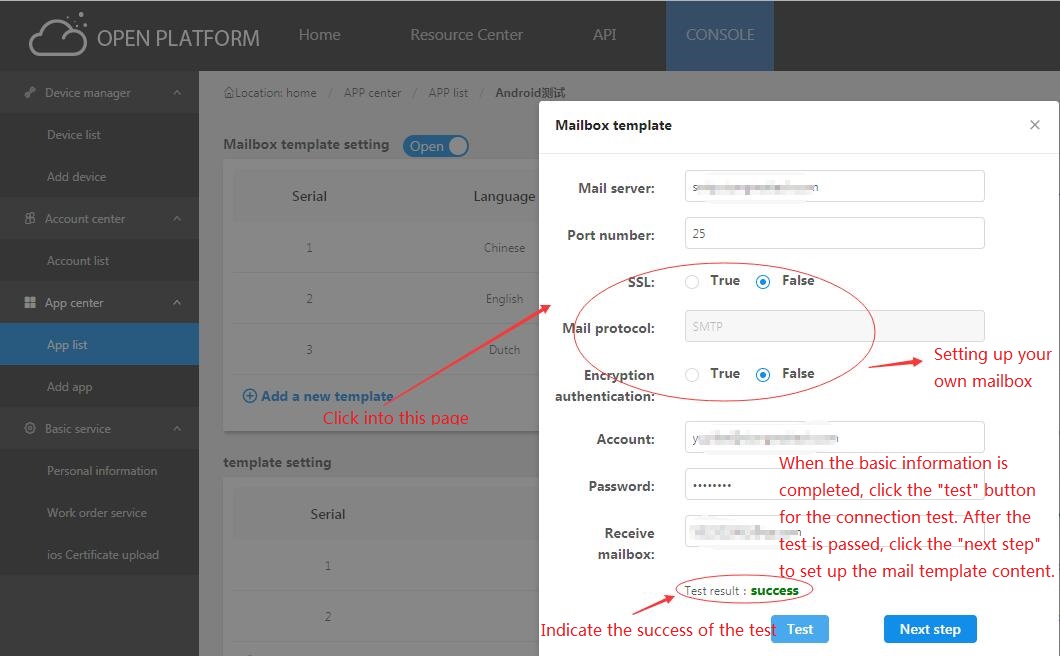 OPEN PLATFORM
Home
Resource Center
API
CONSOLE
Device manager
Device list
Add device
Account center
Account list
App center
App list
Add app
Basic service
Personal information
Work order service
ios Certificate upload
Location: home / APP center / APP list / Android测试
Mailbox template setting
Open
Serial
Language
1
Chinese
2
English
3
Dutch
Add a new template
Click into this page
template setting
Serial
1
2
Mailbox template
Mail server:
Port number:
25
SSL:
True
False
Mail protocol:
SMTP
Encryption
authentication:
True
False
Setting up your
own mailbox
Account:
Password:
Receive
mailbox:
When the basic information is
completed, click the "test" button
for the connection test. After the
test is passed, click the "next step"
to set up the mail template content.
Test result : success
Indicate the success of the test
Test
Next step